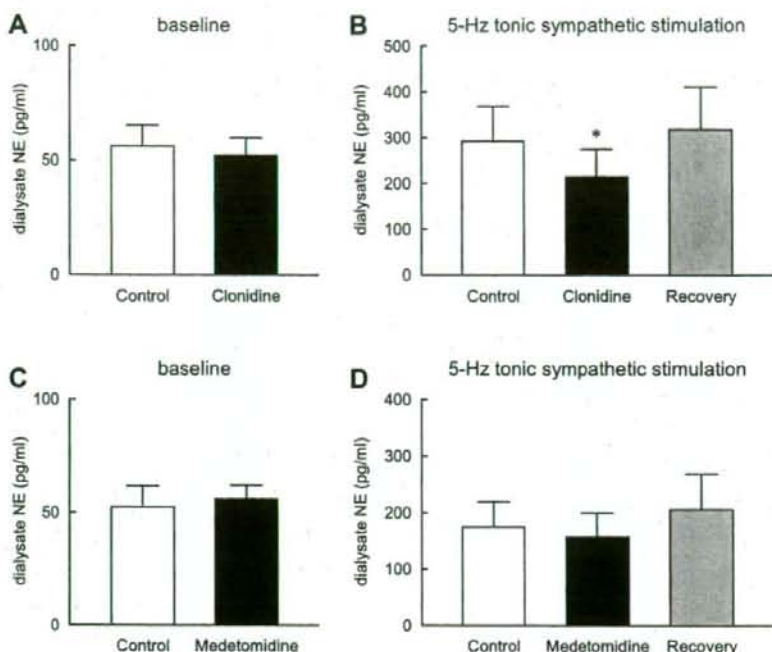 A
baseline
dialysate NE (pg/ml)
100
50
0
Control Clonidine
B
5-Hz tonic sympathetic stimulation
dialysate NE (pg/ml)
500
400
300
200
100
0
*
Control Clonidine Recovery
C
baseline
dialysate NE (pg/ml)
100
50
0
Control Medetomidine
D
5-Hz tonic sympathetic stimulation
dialysate NE (pg/ml)
400
300
200
100
0
Control Medetomidine Recovery